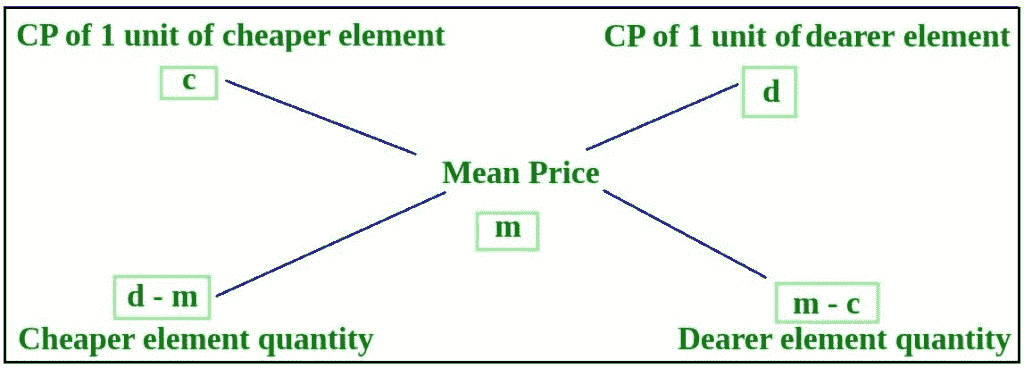 CP of 1 unit of cheaper element
CP of 1 unit of dearer element
c
d
Mean Price
m
d - m
m - c
Cheaper element quantity
Dearer element quantity